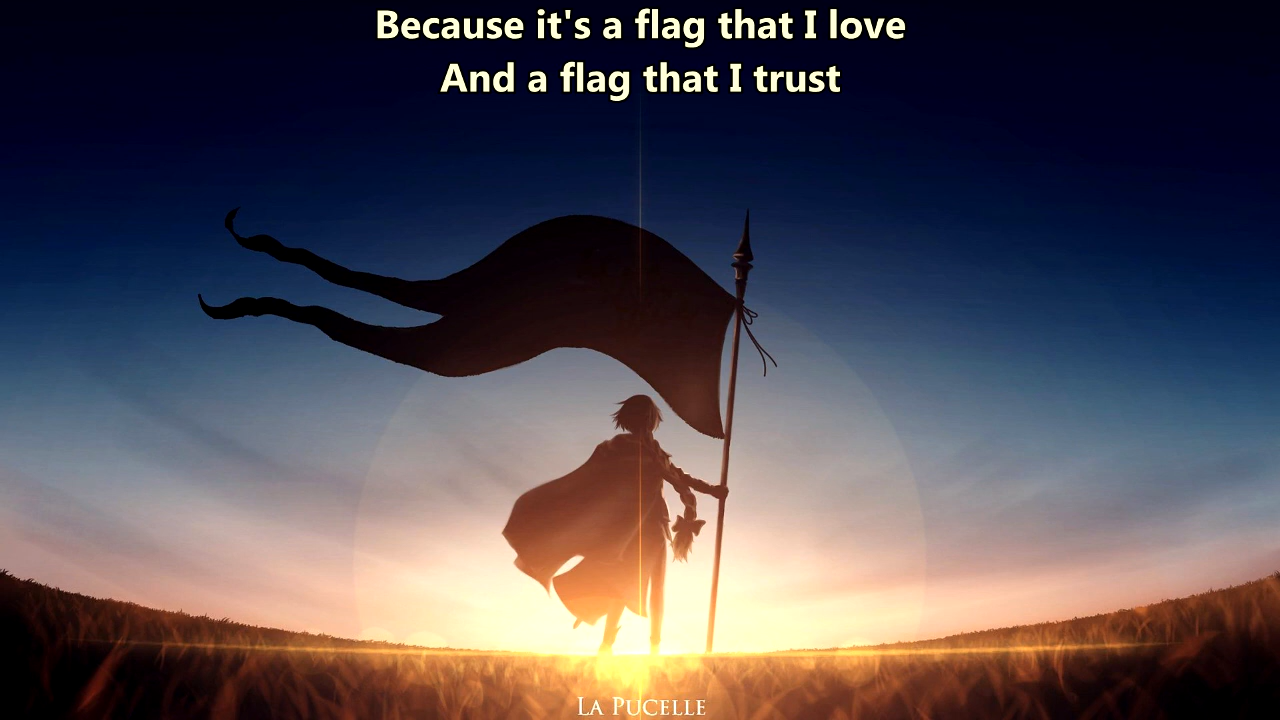 Because it's a flag that I love
And a flag that I trust
La Pucelle